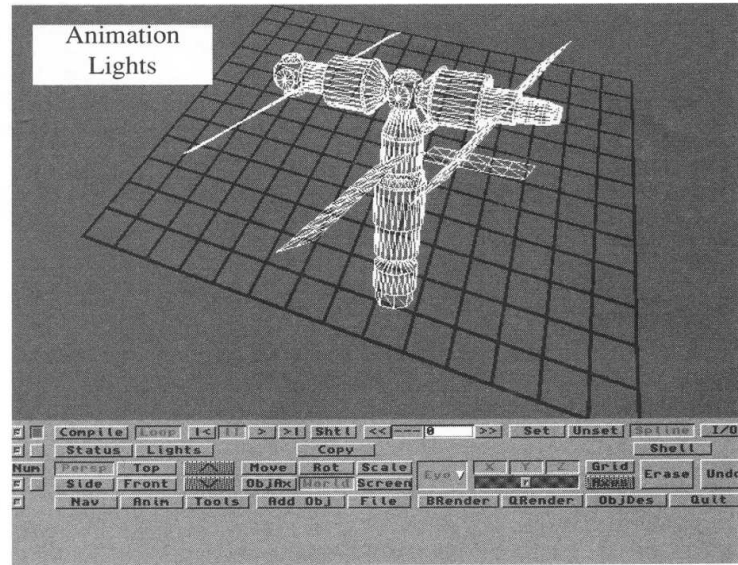 Animation
Lights
F Compile Loop |< || > >| Shtl << --- 0 >> Set Unset Spline I/O
F Status Lights Copy Shell
Num Persp Top Move Rot Scale Eye X Y Z Grid Erase Undo
F Side Front ObjAx World Screen Axes
F Nav Anim Tools Add Obj File BRender QRender ObjDes Quit